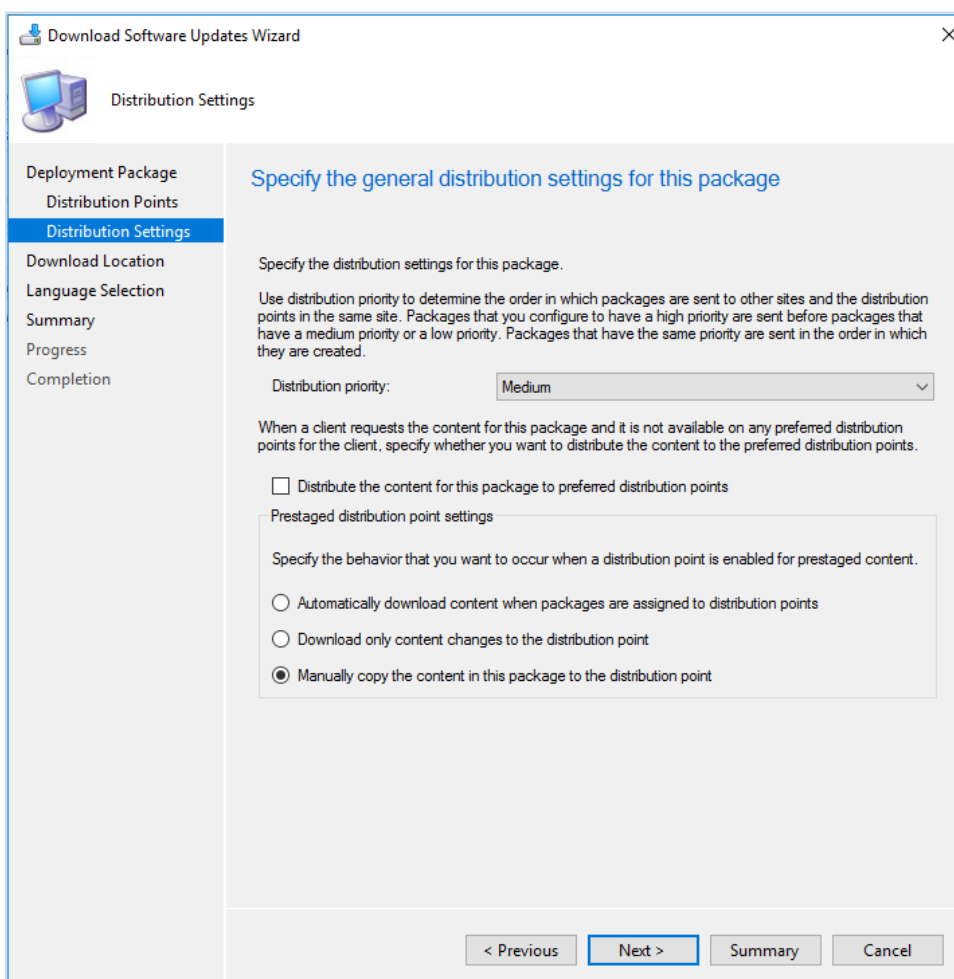 Download Software Updates Wizard
Distribution Settings
Deployment Package
Distribution Points
Distribution Settings
Download Location
Language Selection
Summary
Progress
Completion
Specify the general distribution settings for this package
Specify the distribution settings for this package.
Use distribution priority to determine the order in which packages are sent to other sites and the distribution
points in the same site. Packages that you configure to have a high priority are sent before packages that
have a medium priority or a low priority. Packages that have the same priority are sent in the order in which
they are created.
Distribution priority: Medium
When a client requests the content for this package and it is not available on any preferred distribution
points for the client, specify whether you want to distribute the content to the preferred distribution points.
Distribute the content for this package to preferred distribution points
Prestaged distribution point settings
Specify the behavior that you want to occur when a distribution point is enabled for prestaged content.
Automatically download content when packages are assigned to distribution points
Download only content changes to the distribution point
Manually copy the content in this package to the distribution point
< Previous Next > Summary Cancel